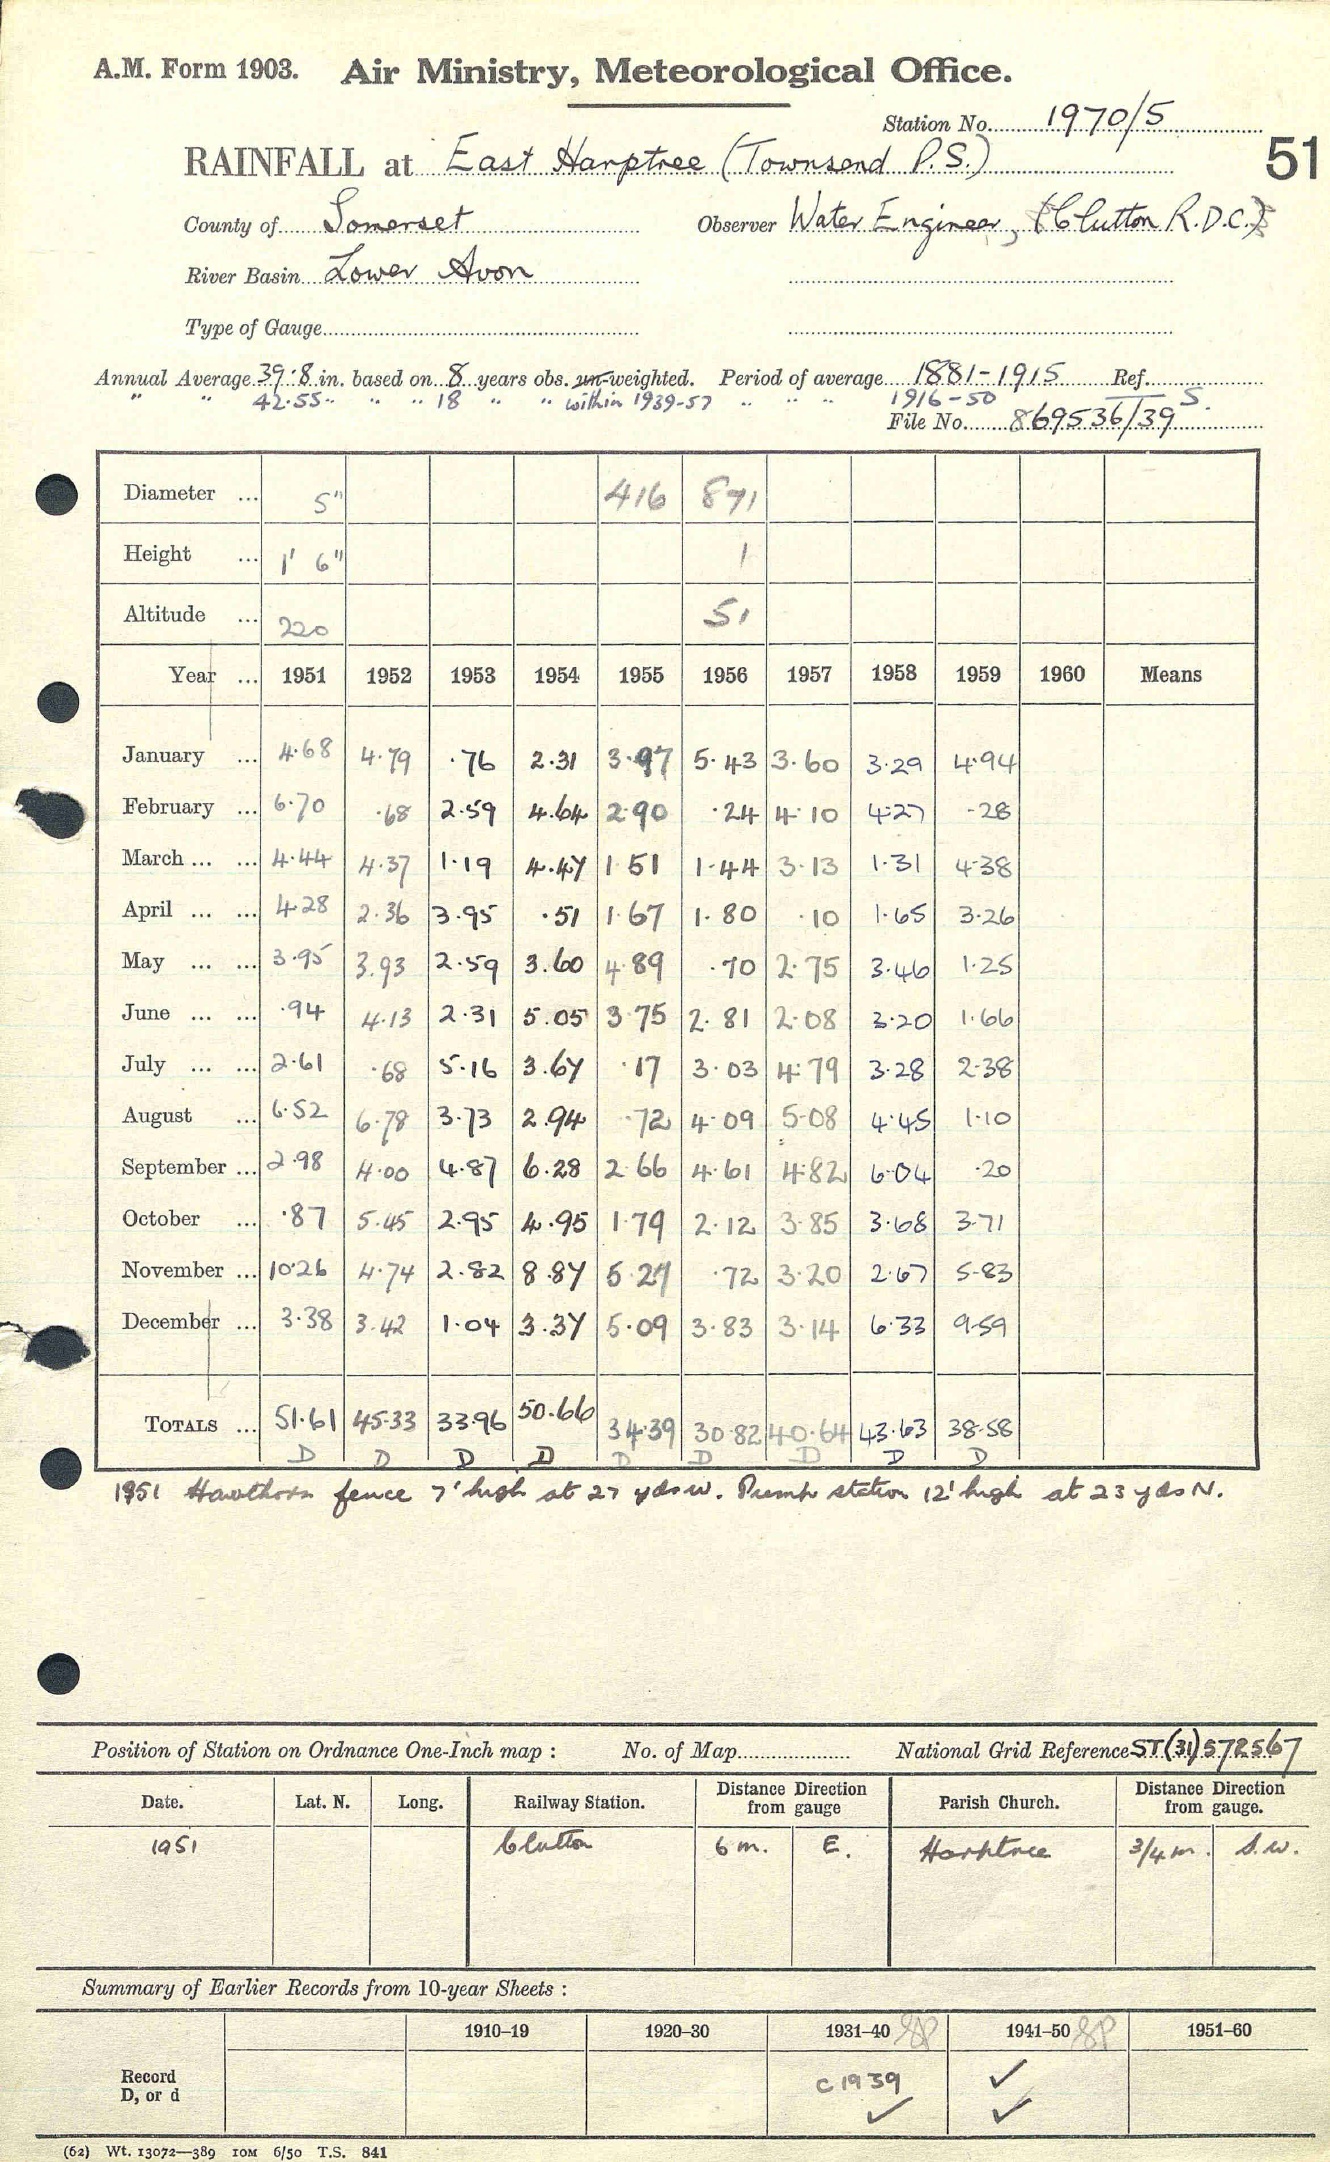 A.M. Form 1903. Air Ministry, Meteorological Office.
Station No. 1970/5
RAINFALL at East Harptree (Townsend P.S.) 51
County of Somerset Observer Water Engineer, (Clutton R.D.C.)
River Basin Lower Avon
Type of Gauge
Annual Average 39·8 in. based on 8 years obs. un-weighted. Period of average 1881-1915 Ref.
" " 42·55 " " " 18 " " within 1939-57 " " " 1916-50 S.
File No. 869536/39
Diameter ... 5" 416 871
Height ... 1' 6" 1
Altitude ... 220 51
Year ... 1951 1952 1953 1954 1955 1956 1957 1958 1959 1960 Means
January ... 4·68 4·79 ·76 2·31 3·97 5·43 3·60 3·29 4·94
February ... 6·70 ·68 2·59 4·64 2·90 ·24 4·10 4·27 ·28
March ... ... 4·44 4·37 1·19 4·47 1·51 1·44 3·13 1·31 4·38
April ... ... 4·28 2·36 3·95 ·51 1·67 1·80 ·10 1·65 3·26
May ... ... 3·95 3·93 2·59 3·60 4·89 ·70 2·75 3·46 1·25
June ... ... ·94 4·13 2·31 5·05 3·75 2·81 2·08 3·20 1·66
July ... ... 2·61 ·68 5·16 3·67 ·17 3·03 4·79 3·28 2·38
August ... 6·52 6·78 3·73 2·94 ·72 4·09 5·08 4·45 1·10
September ... 2·98 4·00 4·87 6·28 2·66 4·61 4·82 6·04 ·20
October ... ·87 5·45 2·95 4·95 1·79 2·12 3·85 3·68 3·71
November ... 10·26 4·74 2·82 8·87 5·27 ·72 3·20 2·67 5·83
December ... 3·38 3·42 1·04 3·37 5·09 3·83 3·14 6·33 9·59
TOTALS ... 51·61 45·33 33·96 50·66 34·39 30·82 40·64 43·63 38·58
D D D D D D D D D
1951 Hawthorn fence 7' high at 27 yds W. Pump station 12' high at 23 yds N.
Position of Station on Ordnance One-Inch map : No. of Map National Grid Reference ST(31)572567
Date. Lat. N. Long. Railway Station. Distance from gauge Direction Parish Church. Distance Direction from gauge.
1951 Clutton 6 m. E. Harptree 3/4 m. S.W.
Summary of Earlier Records from 10-year Sheets :
1910–19 1920–30 1931–40 1941–50 1951–60
Record D, or d c 1939 ✓ ✓
✓
(62) Wt. 13072—389 10M 6/50 T.S. 841